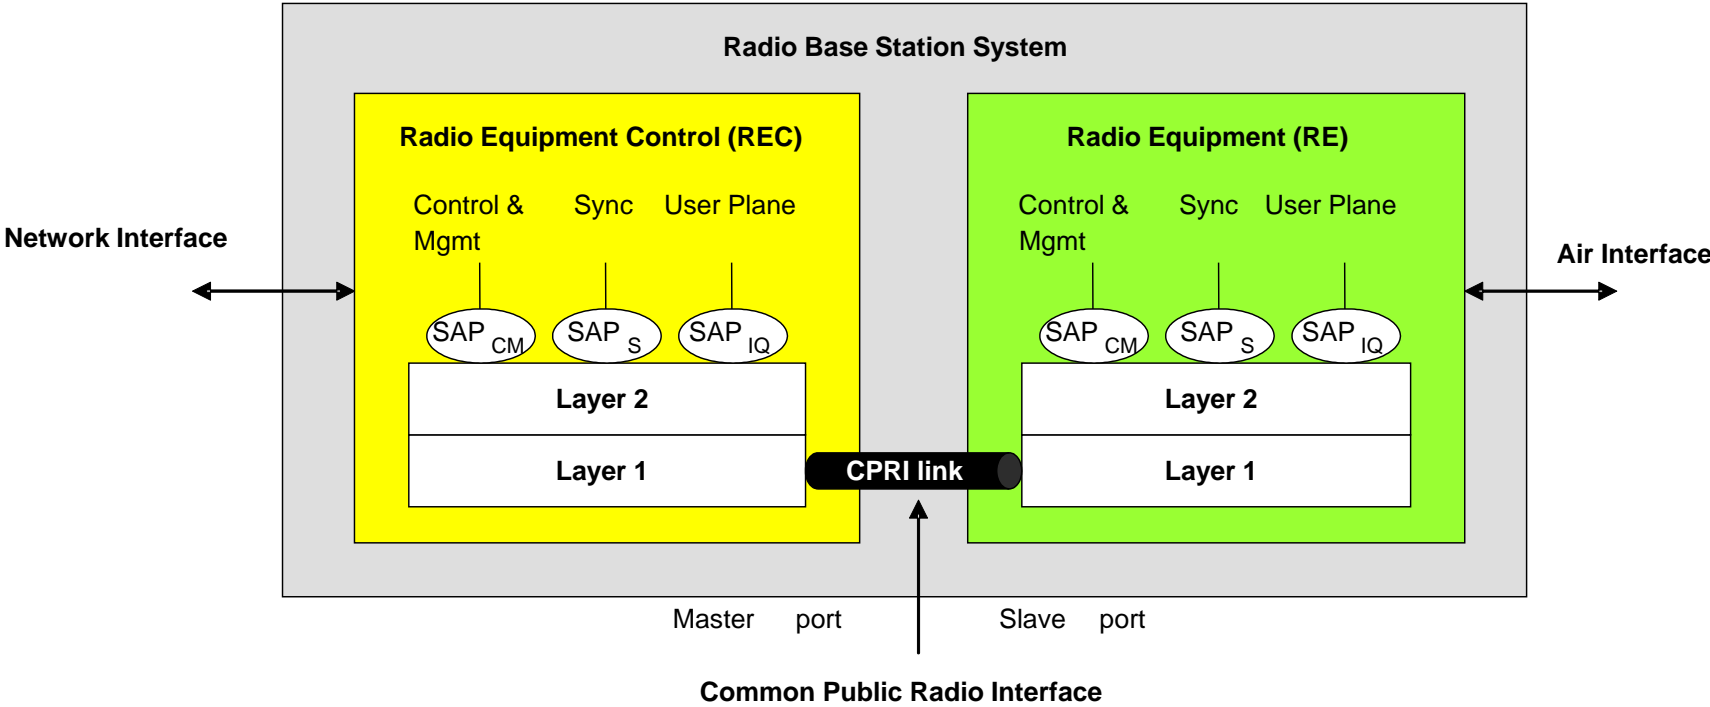 Radio Base Station System
Radio Equipment Control (REC)
Radio Equipment (RE)
Control & Sync User Plane
Mgmt
Control & Sync User Plane
Mgmt
Network Interface
Air Interface
SAP CM SAP S SAP IQ
SAP CM SAP S SAP IQ
Layer 2
Layer 2
Layer 1
CPRI link
Layer 1
Master port
Slave port
Common Public Radio Interface